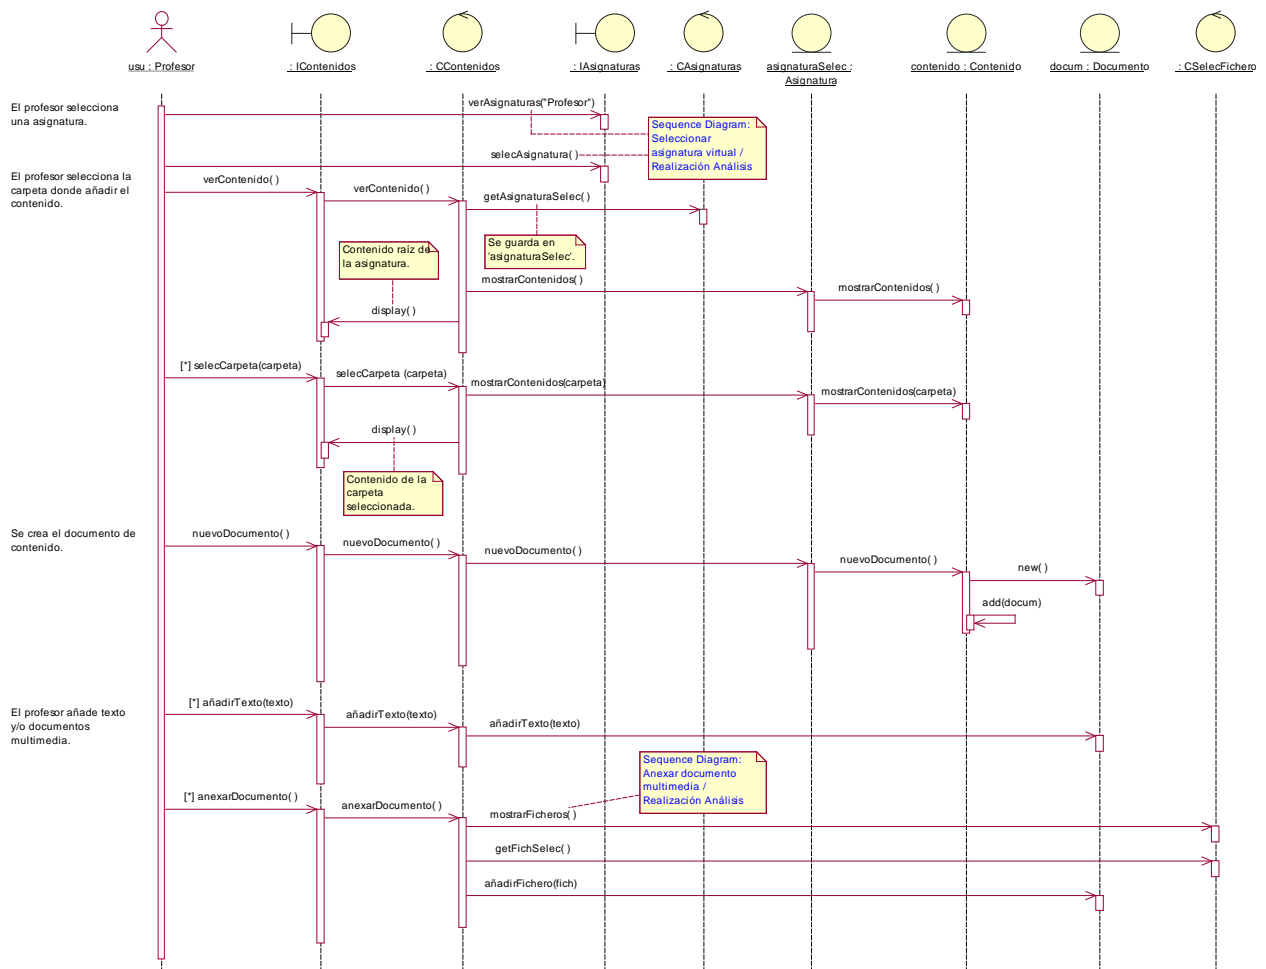 usu : Profesor
: IContenidos
: CContenidos
: IAsignaturas
: CAsignaturas
asignaturaSelec :
Asignatura
contenido : Contenido
docum : Documento
: CSelecFichero
El profesor selecciona
una asignatura.
verAsignaturas("Profesor")
Sequence Diagram:
Seleccionar
asignatura virtual /
Realización Análisis
selecAsignatura( )
El profesor selecciona la
carpeta donde añadir el
contenido.
verContenido( )
verContenido( )
getAsignaturaSelec( )
Se guarda en
'asignaturaSelec'.
Contenido raíz de
la asignatura.
mostrarContenidos( )
mostrarContenidos( )
display( )
[*] selecCarpeta(carpeta)
selecCarpeta (carpeta)
mostrarContenidos(carpeta)
mostrarContenidos(carpeta)
display( )
Contenido de la
carpeta
seleccionada.
Se crea el documento de
contenido.
nuevoDocumento( )
nuevoDocumento( )
nuevoDocumento( )
nuevoDocumento( )
new( )
add(docum)
El profesor añade texto
y/o documentos
multimedia.
[*] añadirTexto(texto)
añadirTexto(texto)
añadirTexto(texto)
Sequence Diagram:
Anexar documento
multimedia /
Realización Análisis
[*] anexarDocumento( )
anexarDocumento( )
mostrarFicheros( )
getFichSelec( )
añadirFichero(fich)